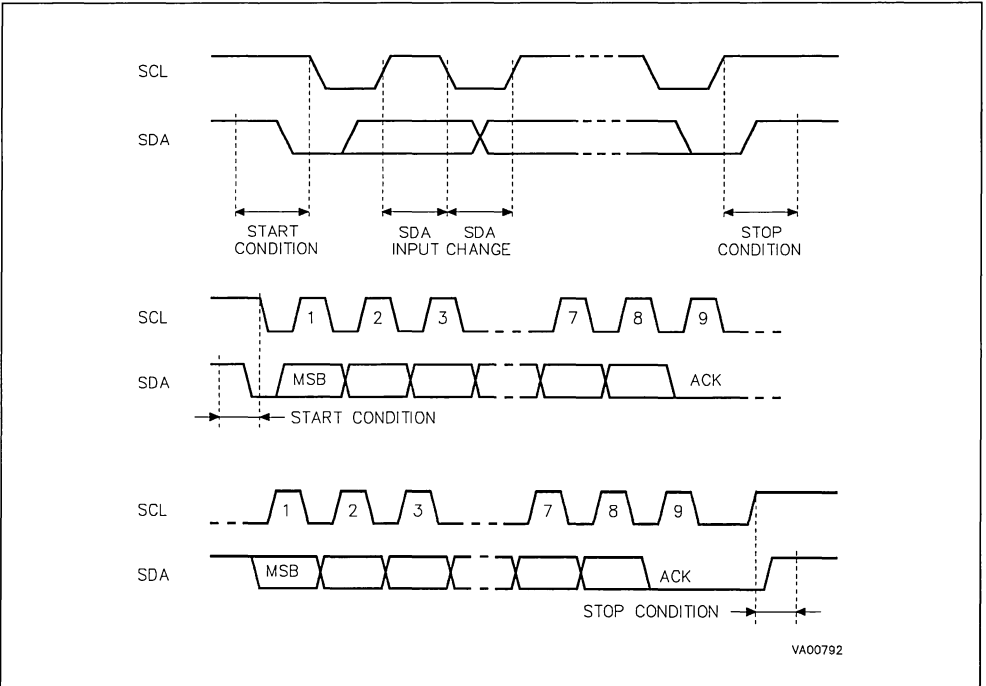 SCL
SDA
START
CONDITION
SDA
INPUT
SDA
CHANGE
STOP
CONDITION
SCL
1 2 3 7 8 9
SDA
MSB
ACK
START CONDITION
SCL
1 2 3 7 8 9
SDA
MSB
ACK
STOP CONDITION
VA00792